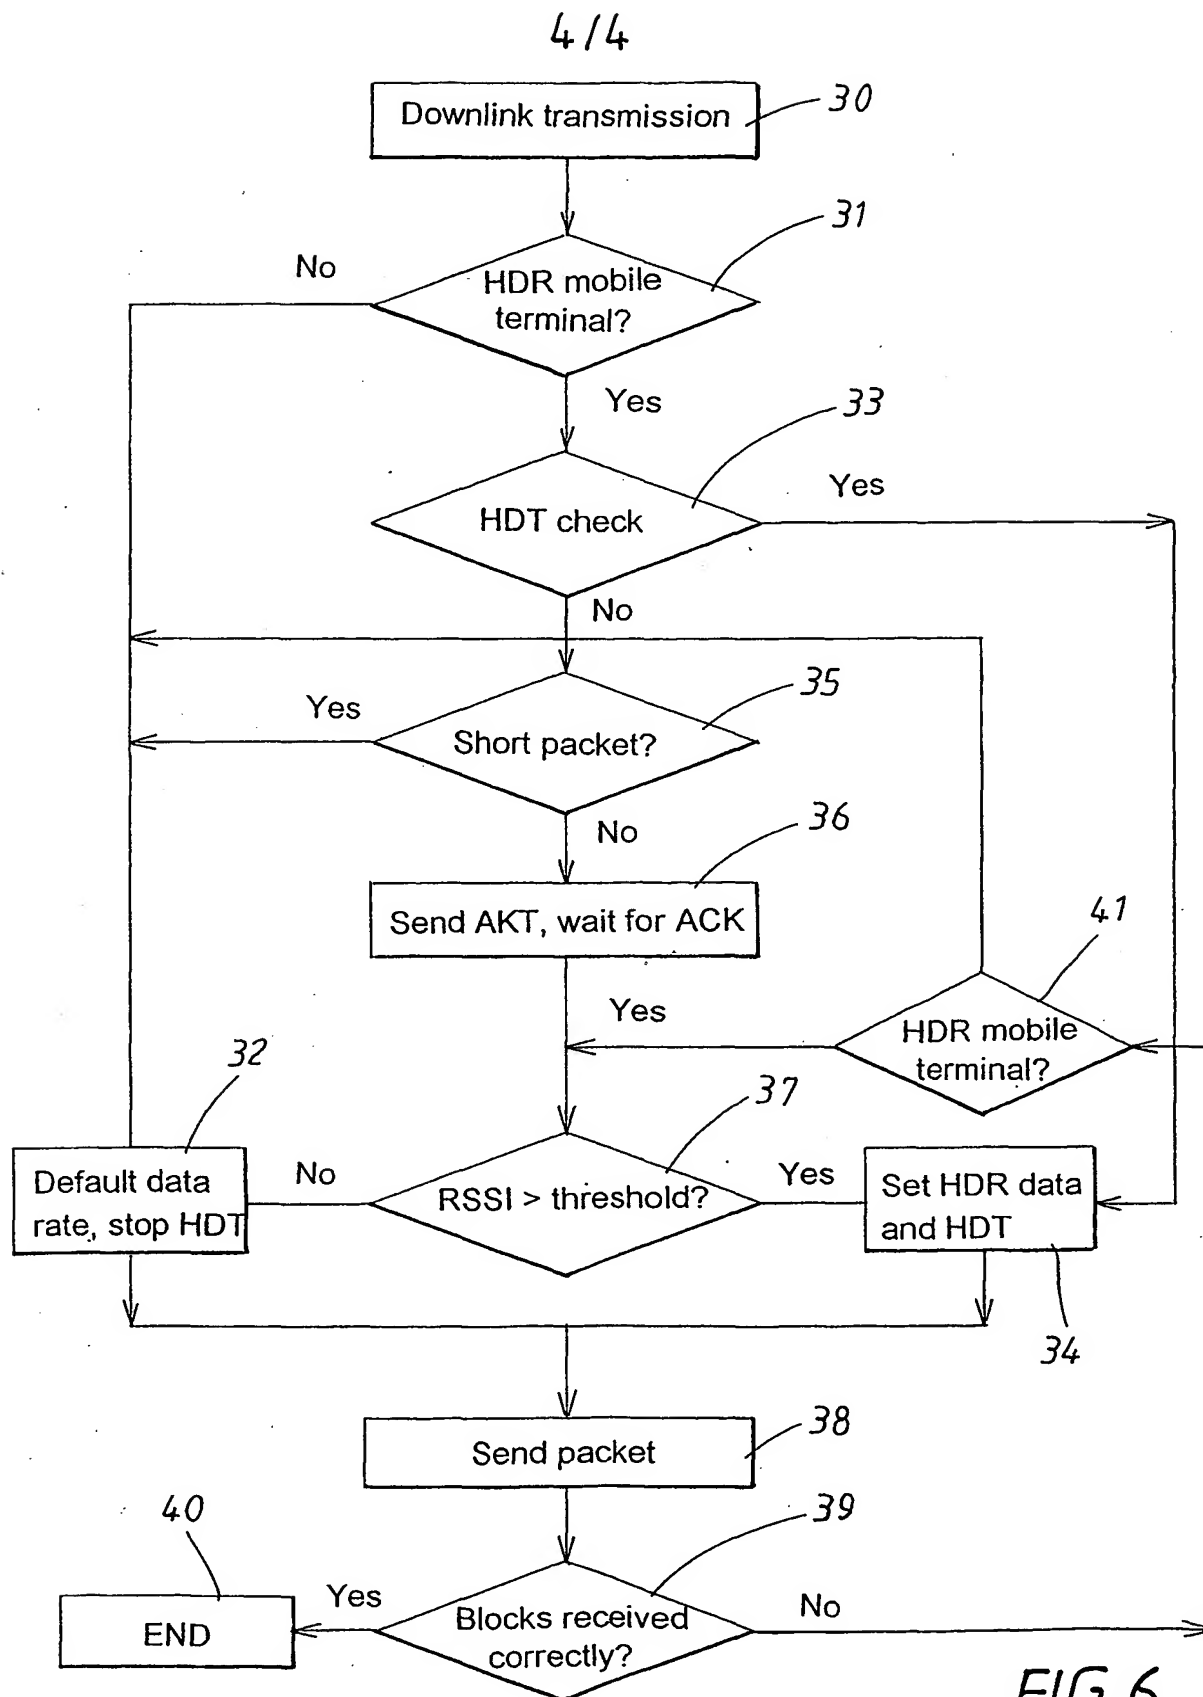 4/4
Downlink transmission
30
31
No
HDR mobile
terminal?
Yes
33
Yes
HDT check
No
35
Yes
Short packet?
No
36
Send AKT, wait for ACK
41
Yes
HDR mobile
terminal?
32
37
Default data
rate, stop HDT
No
RSSI > threshold?
Yes
Set HDR data
and HDT
34
38
Send packet
40
39
Yes
END
Blocks received
correctly?
No
FIG. 6